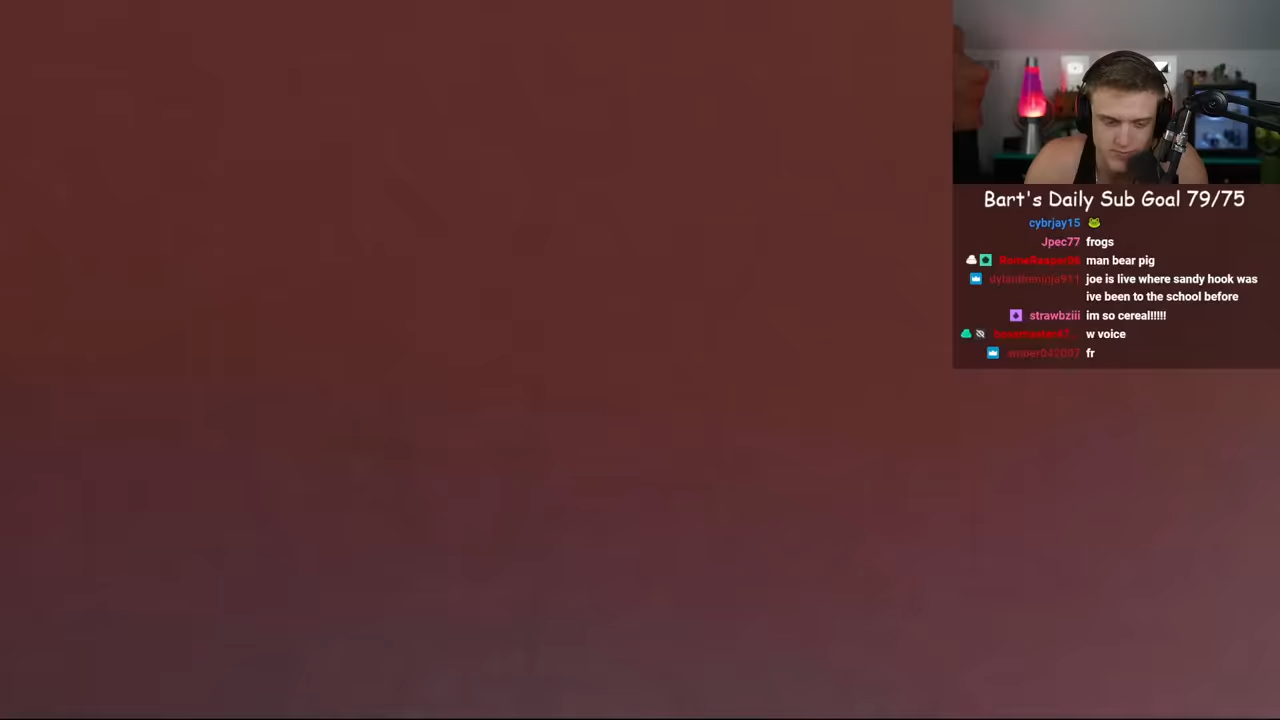 Bart's Daily Sub Goal 79/75
cybrjay15
Jpec77 frogs
man bear pig
joe is live where sandy hook was
ive been to the school before
strawbziii im so cereal!!!!!
w voice
fr